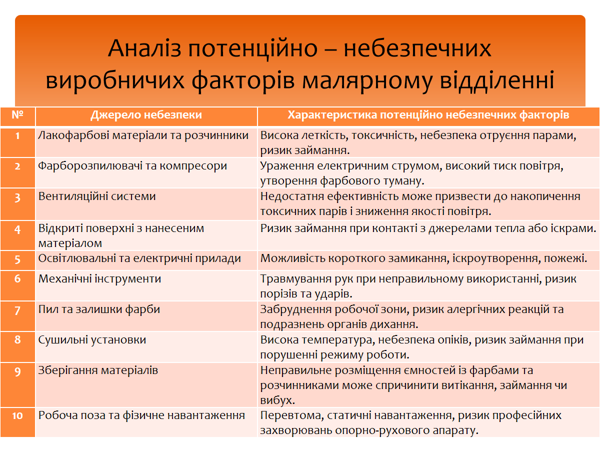 Аналіз потенційно – небезпечних
виробничих факторів малярному відділенні
№ Джерело небезпеки Характеристика потенційно небезпечних факторів
1 Лакофарбові матеріали та розчинники Висока леткість, токсичність, небезпека отруєння парами,
ризик займання.
2 Фарборозпилювачі та компресори Ураження електричним струмом, високий тиск повітря,
утворення фарбового туману.
3 Вентиляційні системи Недостатня ефективність може призвести до накопичення
токсичних парів і зниження якості повітря.
4 Відкриті поверхні з нанесеним
матеріалом Ризик займання при контакті з джерелами тепла або іскрами.
5 Освітлювальні та електричні прилади Можливість короткого замикання, іскроутворення, пожежі.
6 Механічні інструменти Травмування рук при неправильному використанні, ризик
порізів та ударів.
7 Пил та залишки фарби Забруднення робочої зони, ризик алергічних реакцій та
подразнень органів дихання.
8 Сушильні установки Висока температура, небезпека опіків, ризик займання при
порушенні режиму роботи.
9 Зберігання матеріалів Неправильне розміщення ємностей із фарбами та
розчинниками може спричинити витікання, займання чи
вибух.
10 Робоча поза та фізичне навантаження Перевтома, статичні навантаження, ризик професійних
захворювань опорно-рухового апарату.